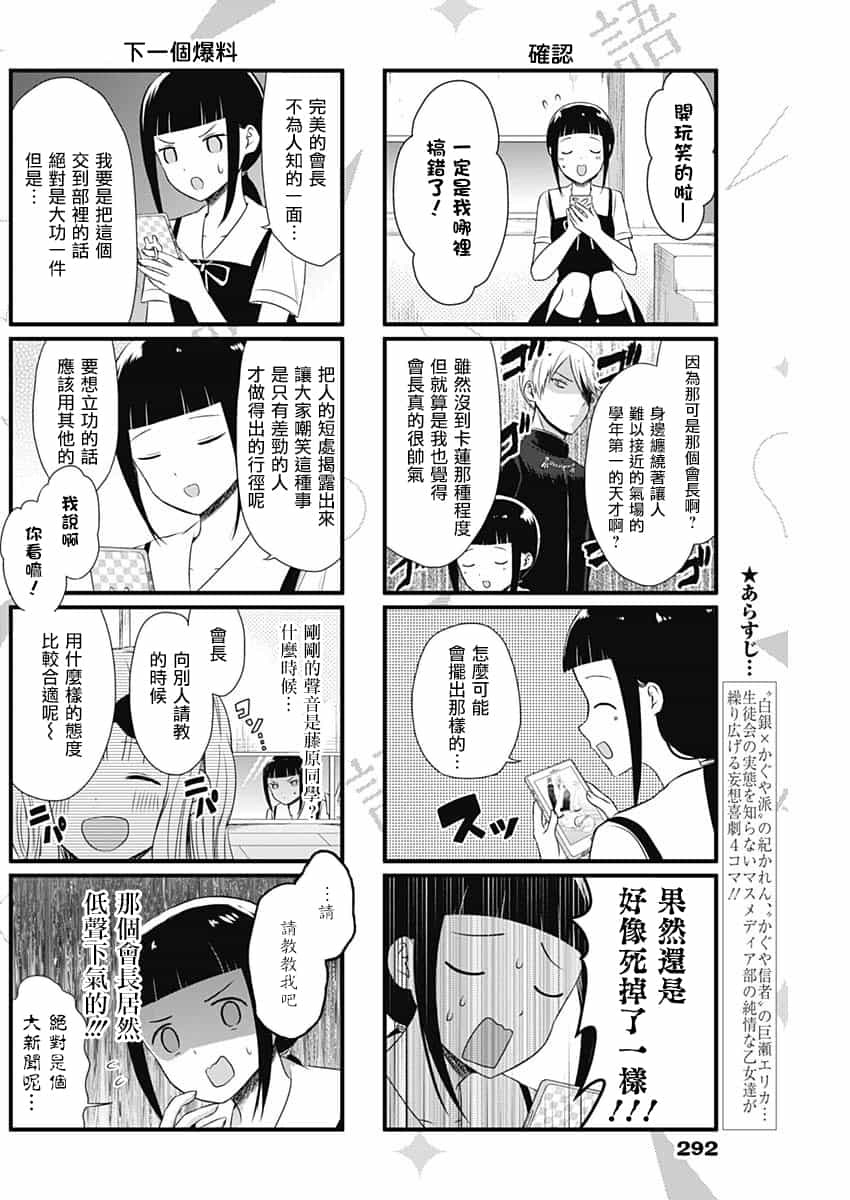 確認
開玩笑的啦—
一定是我哪裡
搞錯了！
因為那可是那個會長啊？
身邊纏繞著讓人
難以接近的氣場的
學年第一的天才啊？
雖然沒到卡蓮那種程度
但就算是我也覺得
會長真的很帥氣
怎麼可能
會擺出那樣的…
スッ
果然還是
好像死掉了一樣
!!!
下一個爆料
完美的會長
不為人知的一面…
我要是把這個
交到部裡的話
絕對是大功一件
但是…
把人的短處揭露出來
讓大家嘲笑這種事
是只有差勁的人
才做得出的行徑呢
要想立功的話
應該用其他的
我說啊
你看嘛！
剛剛的聲音是藤原同學？
什麼時候…
コソ…
會長
向別人請教
的時候
用什麼樣的態度
比較合適呢～
パシ
パシ
…請
請教教我吧
那個會長居然
低聲下氣的!!!
絕對是個
大新聞呢…
★あらすじ…
〝白銀×かぐや派〟の紀かれん、〝かぐや信者〟の巨瀬エリカ…
生徒会の実態を知らないマスメディア部の純情な乙女達が
繰り広げる妄想喜劇４コマ!!
292
語
語